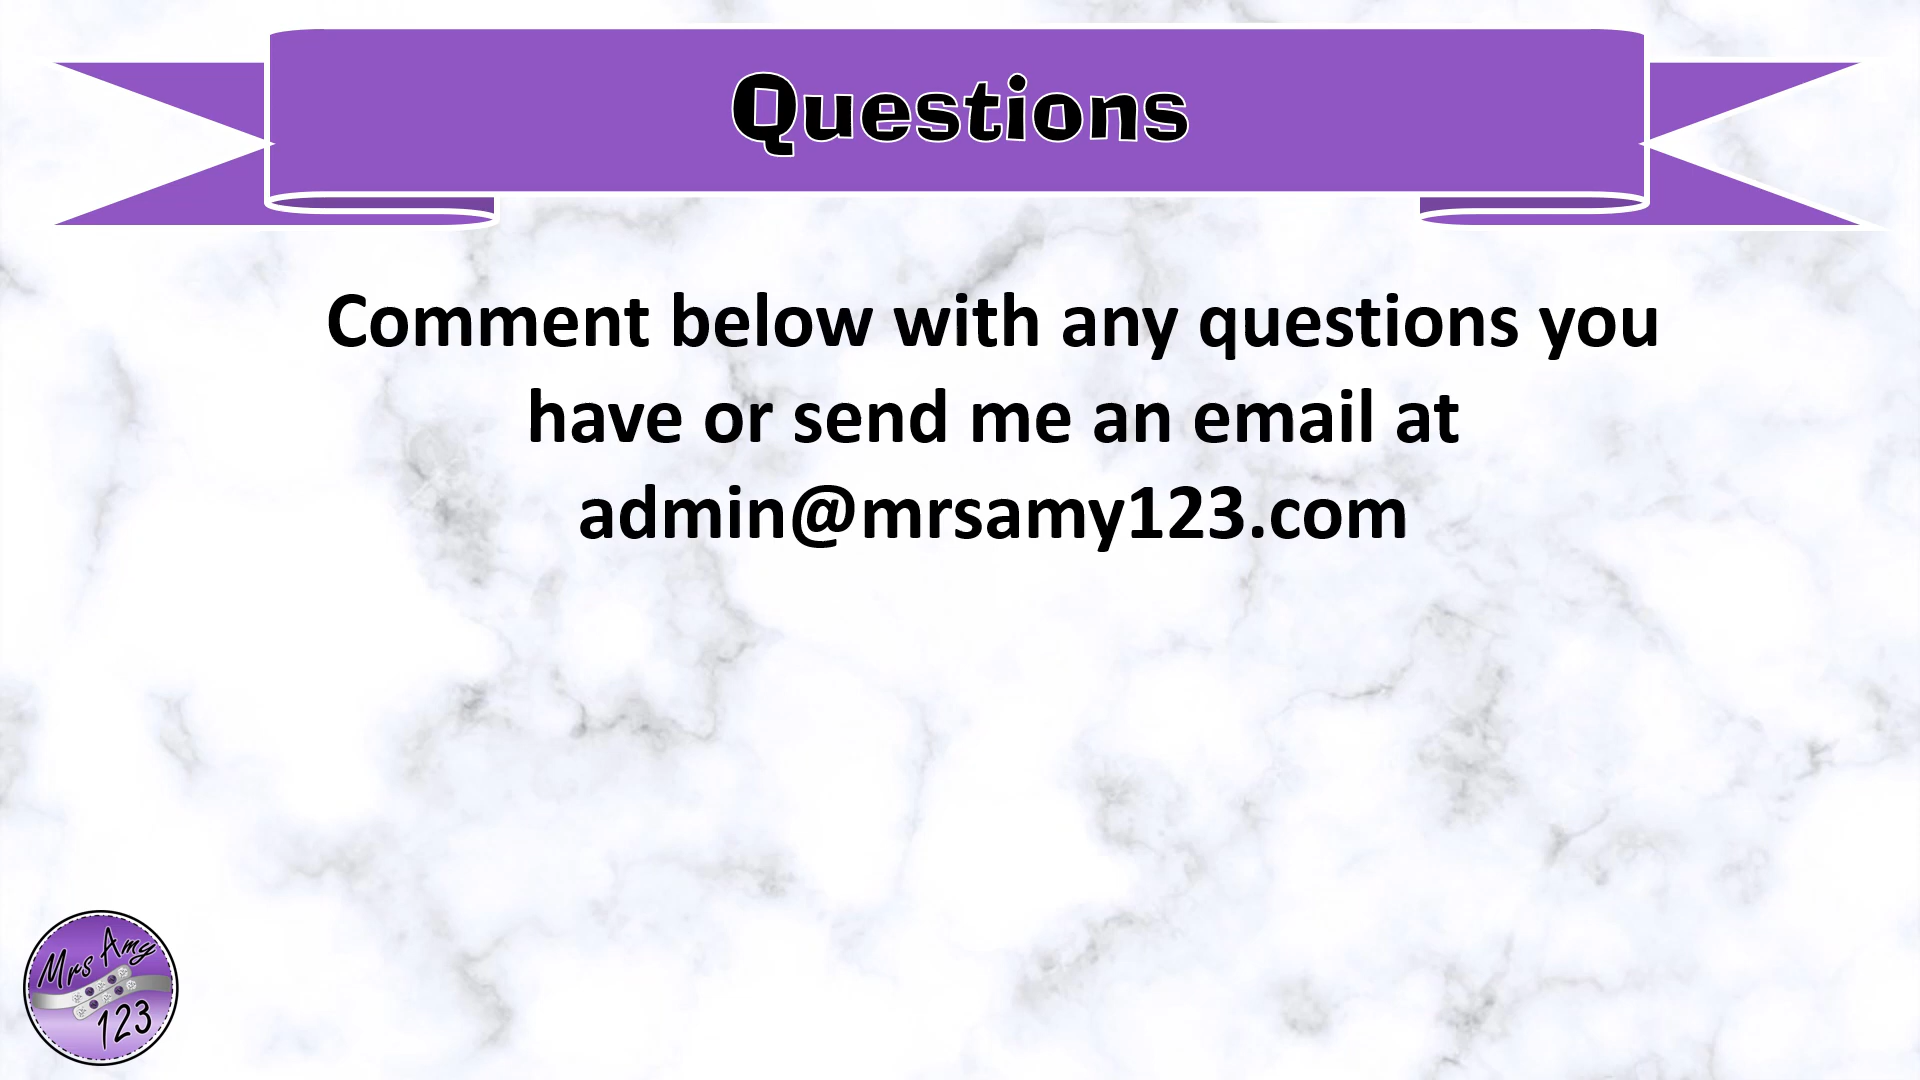 Questions
Comment below with any questions you
have or send me an email at
admin@mrsamy123.com
Mrs Amy
123